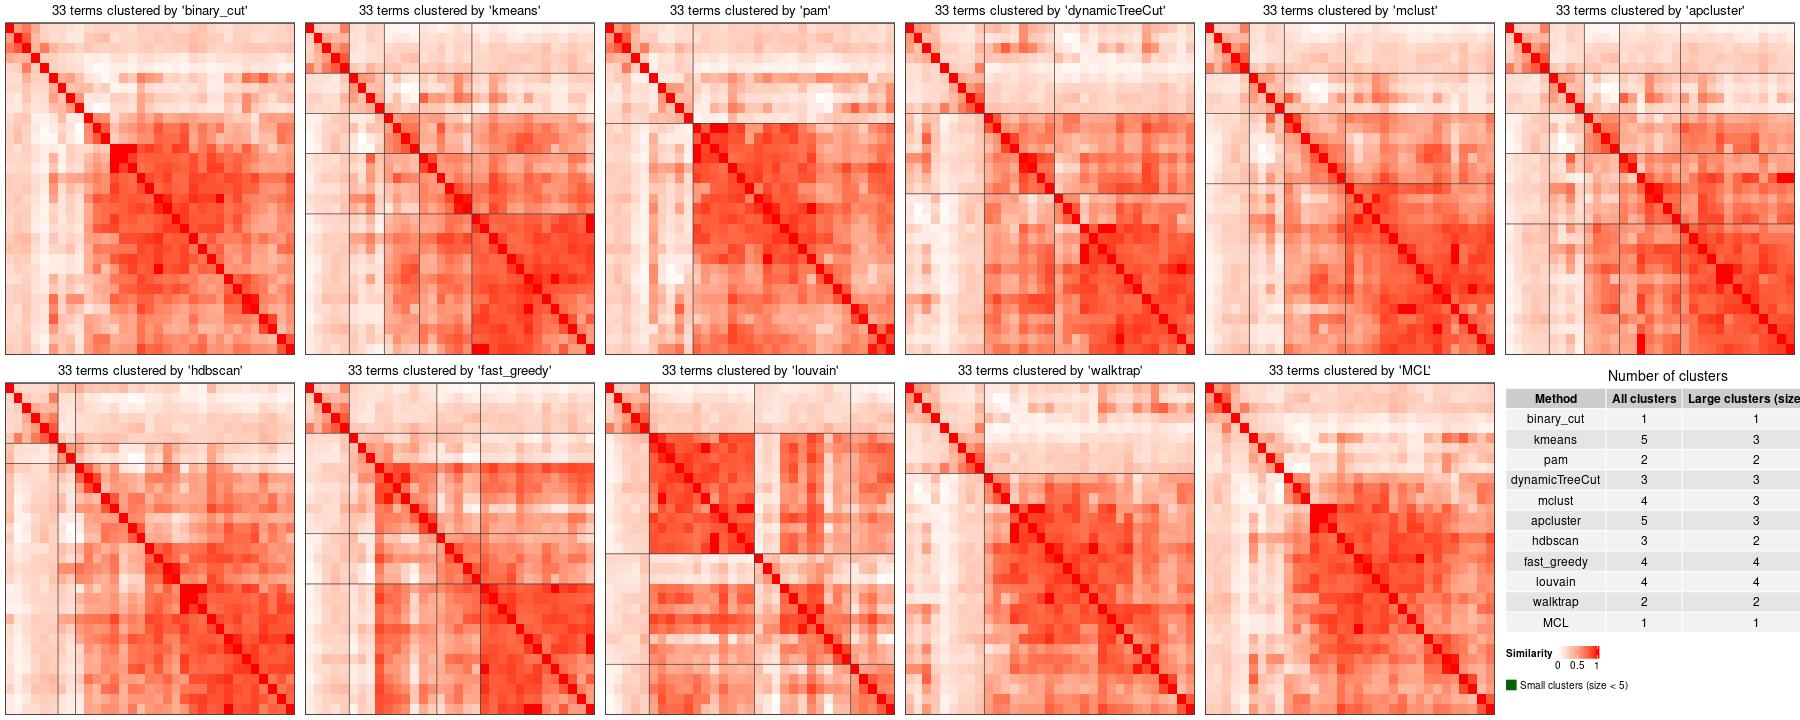 33 terms clustered by 'binary_cut'
33 terms clustered by 'kmeans'
33 terms clustered by 'pam'
33 terms clustered by 'dynamicTreeCut'
33 terms clustered by 'mclust'
33 terms clustered by 'apcluster'
33 terms clustered by 'hdbscan'
33 terms clustered by 'fast_greedy'
33 terms clustered by 'louvain'
33 terms clustered by 'walktrap'
33 terms clustered by 'MCL'
Number of clusters
Method All clusters Large clusters (size
binary_cut 1 1
kmeans 5 3
pam 2 2
dynamicTreeCut 3 3
mclust 4 3
apcluster 5 3
hdbscan 3 2
fast_greedy 4 4
louvain 4 4
walktrap 2 2
MCL 1 1
Similarity
0 0.5 1
Small clusters (size < 5)